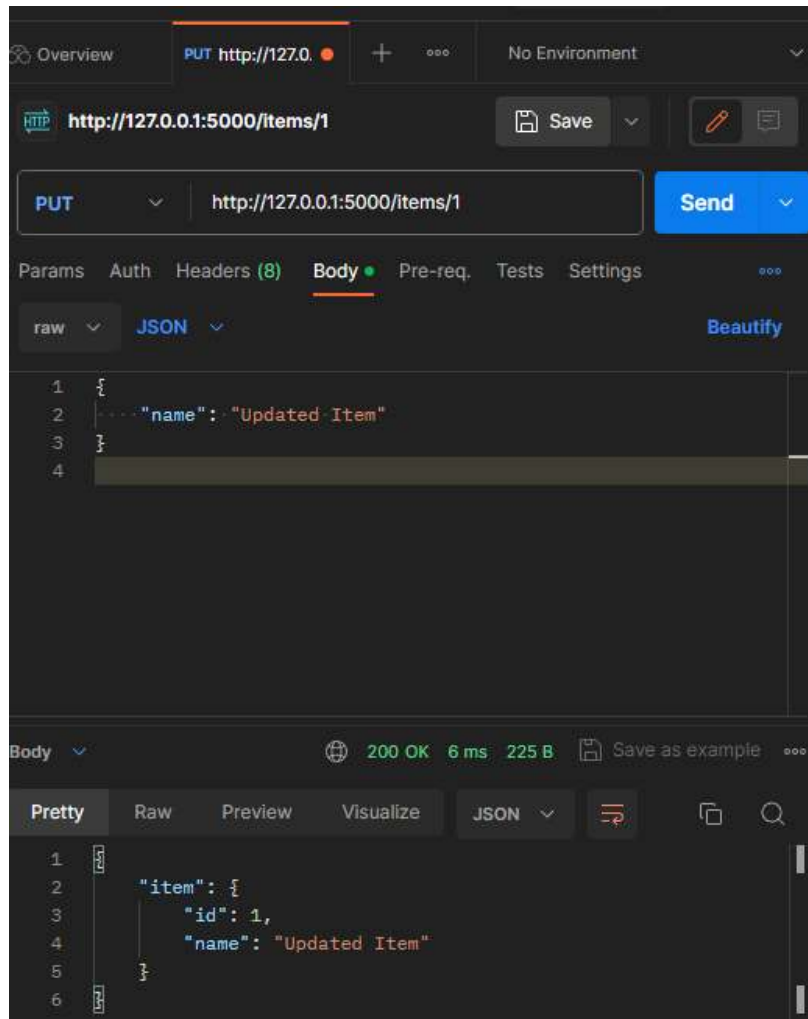 Overview PUT http://127.0. No Environment
HTTP http://127.0.0.1:5000/items/1 Save
PUT http://127.0.0.1:5000/items/1 Send
Params Auth Headers (8) Body Pre-req. Tests Settings
raw JSON Beautify
1 {
2 "name": "Updated Item"
3 }
4
Body 200 OK 6 ms 225 B Save as example
Pretty Raw Preview Visualize JSON
1 {
2 "item": {
3 "id": 1,
4 "name": "Updated Item"
5 }
6 }